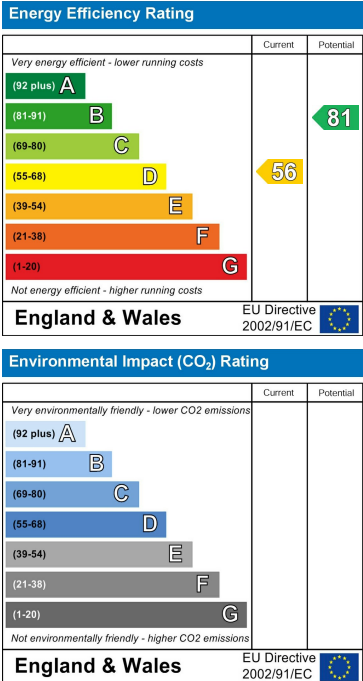 Energy Efficiency Rating
Current Potential
Very energy efficient - lower running costs
(92 plus) A
(81-91) B
81
(69-80) C
(55-68) D
56
(39-54) E
(21-38) F
(1-20) G
Not energy efficient - higher running costs
England & Wales
EU Directive
2002/91/EC
Environmental Impact (CO₂) Rating
Current Potential
Very environmentally friendly - lower CO2 emissions
(92 plus) A
(81-91) B
(69-80) C
(55-68) D
(39-54) E
(21-38) F
(1-20) G
Not environmentally friendly - higher CO2 emissions
England & Wales
EU Directive
2002/91/EC